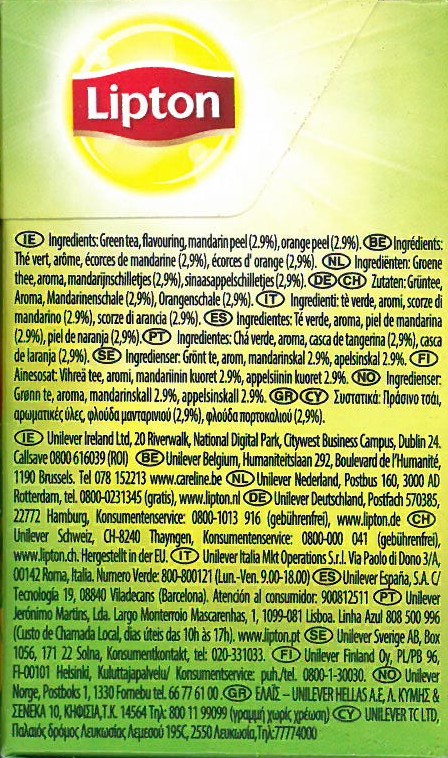 Lipton
IE Ingredients: Green tea, flavouring, mandarin peel (2.9%), orange peel (2.9%). BE Ingrédients:
Thé vert, arôme, écorces de mandarine (2,9%), écorces d' orange (2,9%). NL Ingrediënten: Groene
thee, aroma, mandarijnschilletjes (2,9%), sinaasappelschilletjes (2,9%). DE CH Zutaten: Grüntee,
Aroma, Mandarinenschale (2,9%), Orangenschale (2,9%). IT Ingredienti: tè verde, aromi, scorze di
mandarino (2.9%), scorze di arancia (2.9%). ES Ingredientes: Té verde, aroma, piel de mandarina
(2.9%), piel de naranja (2,9%). PT Ingredientes: Chá verde, aroma, casca de tangerina (2,9%), casca
de laranja (2,9%). SE Ingredienser: Grönt te, arom, mandarinskal 2.9%, apelsinskal 2.9%. FI
Ainesosat: Vihreä tee, aromi, mandariinin kuoret 2.9%, appelsiinin kuoret 2.9%. NO Ingredienser:
Grønn te, aroma, mandarinskall 2.9%, appelsinskall 2.9%. GR CY Συστατικά: Πράσινο τσάι,
αρωματικές ύλες, φλούδα μανταρινιού (2,9%), φλούδα πορτοκαλιού (2,9%).
IE Unilever Ireland Ltd, 20 Riverwalk, National Digital Park, Citywest Business Campus, Dublin 24.
Callsave 0800 616039 (ROI) BE Unilever Belgium, Humaniteitslaan 292, Boulevard de l'Humanité,
1190 Brussels. Tel 078 152213 www.careline.be NL Unilever Nederland, Postbus 160, 3000 AD
Rotterdam, tel. 0800-0231345 (gratis), www.lipton.nl DE Unilever Deutschland, Postfach 570385,
22772 Hamburg, Konsumentenservice: 0800-1013 916 (gebührenfrei), www.lipton.de CH
Unilever Schweiz, CH-8240 Thayngen, Konsumentenservice: 0800-000 041 (gebührenfrei),
www.lipton.ch. Hergestellt in der EU. IT Unilever Italia Mkt Operations S.r.l. Via Paolo di Dono 3/A,
00142 Roma, Italia. Numero Verde: 800-800121 (Lun.-Ven. 9.00-18.00) ES Unilever España, S.A. C/
Tecnología 19, 08840 Viladecans (Barcelona). Atención al consumidor: 900812511 PT Unilever
Jerónimo Martins, Lda. Largo Monterroio Mascarenhas, 1, 1099-081 Lisboa. Linha Azul 808 500 996
(Custo de Chamada Local, dias úteis das 10h às 17h). www.lipton.pt SE Unilever Sverige AB, Box
1056, 171 22 Solna, Konsumentkontakt, tel: 020-331033. FI Unilever Finland Oy, PL/PB 96,
FI-00101 Helsinki, Kuluttajapalvelu/ Konsumentservice: puh./tel. 0800-1-30030. NO Unilever
Norge, Postboks 1, 1330 Fornebu tel. 66 77 61 00. GR ΕΛΑΪΣ – UNILEVER HELLAS A.E, Λ. ΚΥΜΗΣ &
ΣΕΝΕΚΑ 10, ΚΗΦΙΣΙΑ, Τ.Κ. 14564 Τηλ: 800 11 99099 (γραμμή χωρίς χρέωση) CY UNILEVER TC LTD,
Παλαιός δρόμος Λευκωσίας Λεμεσού 195C, 2550 Λευκωσία, Τηλ:77774000